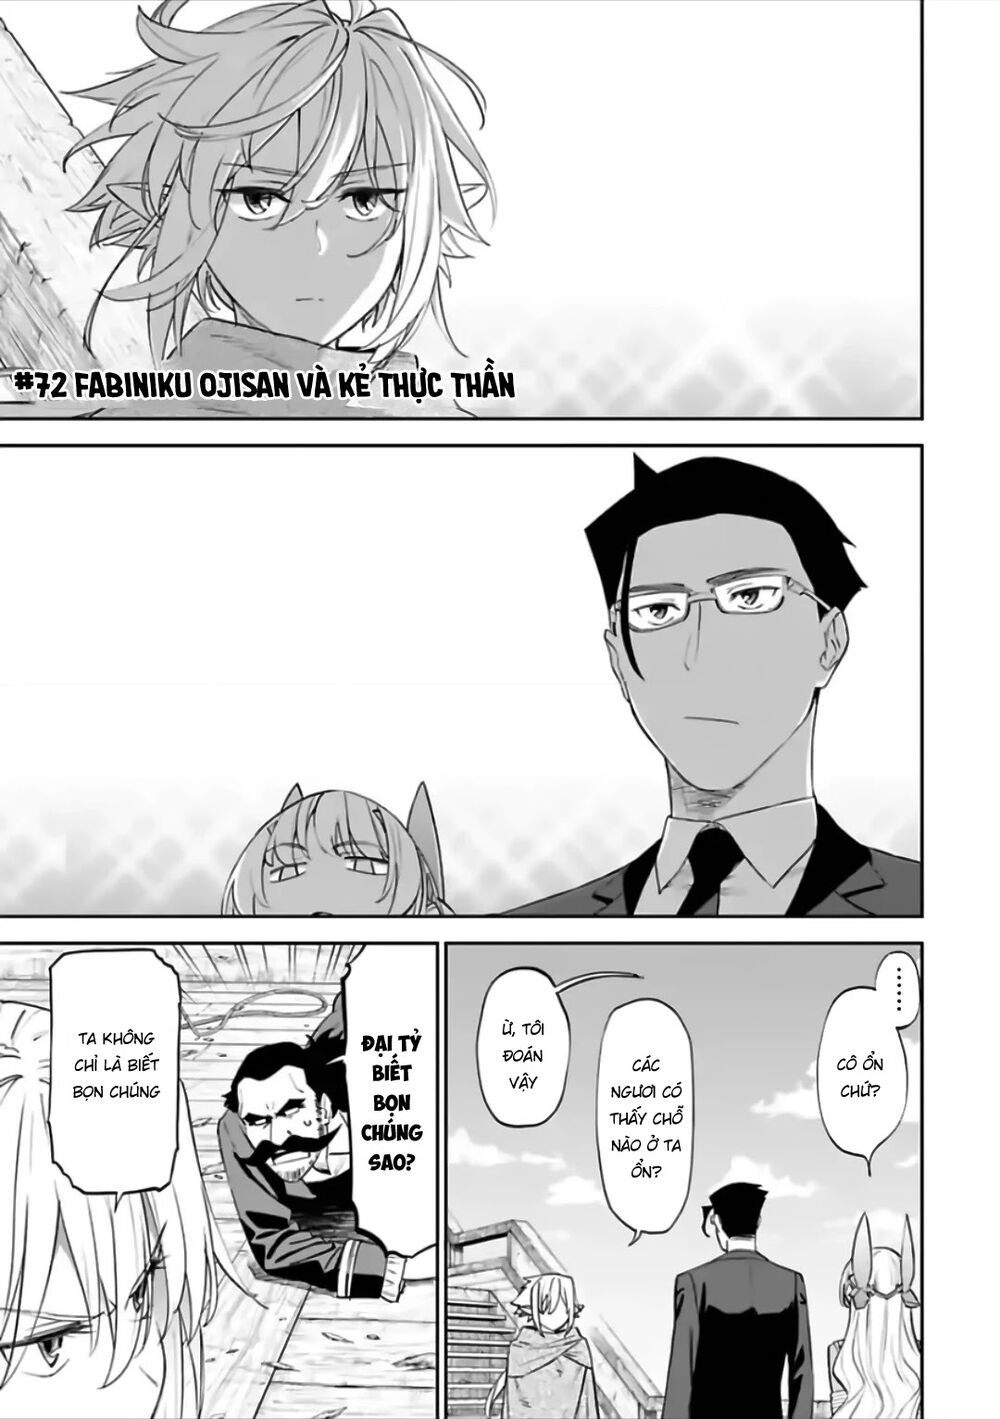 #72 FABINIKU OJISAN VÀ KẺ THỰC THẦN
......
CÔ ỔN
CHỨ?
CÁC
NGƯƠI CÓ
THẤY CHỖ
NÀO Ở TA
ỔN?
Ừ, TÔI
ĐOÁN
VẬY
ĐẠI TỶ
BIẾT
BỌN
CHÚNG
SAO?
TA KHÔNG
CHỈ LÀ BIẾT
BỌN CHÚNG